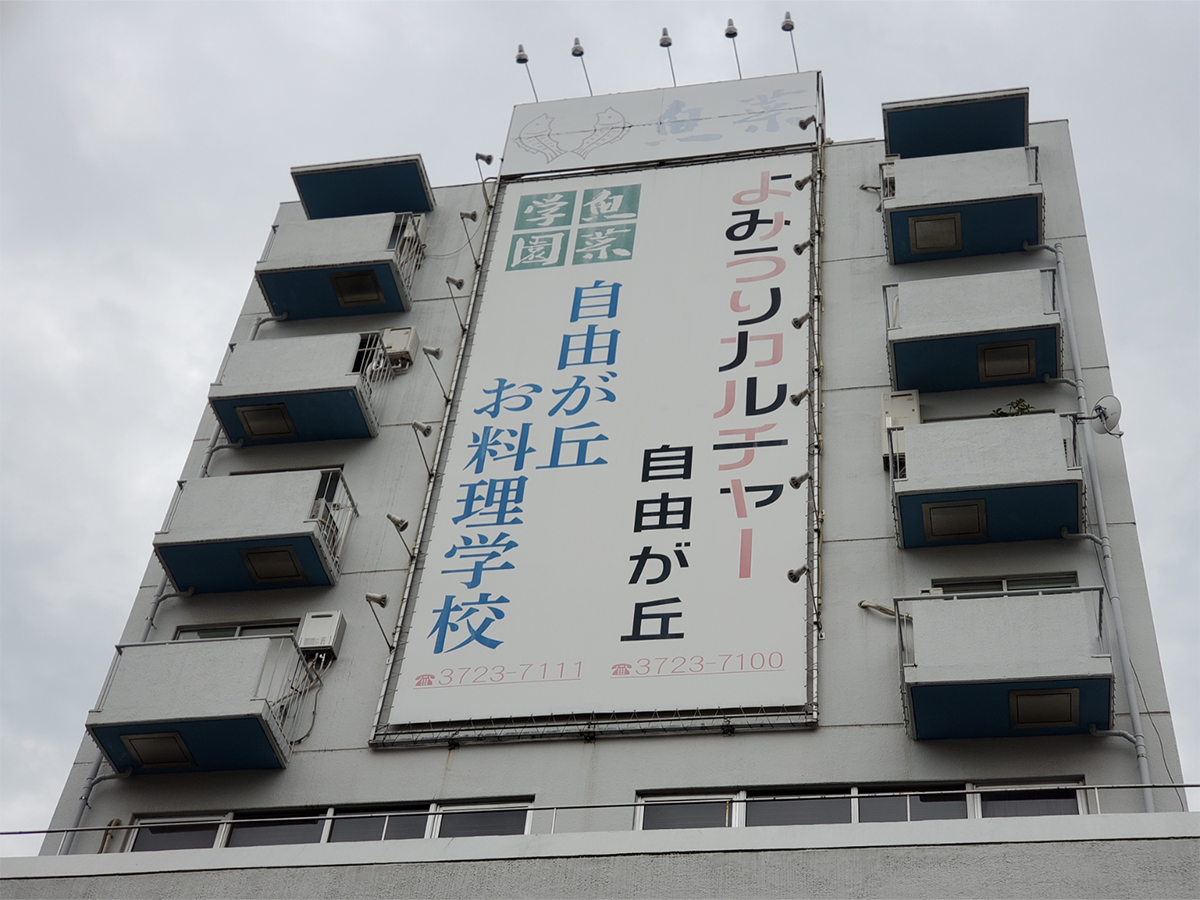 魚菜
よみうりカルチャー
自由が丘
☎3723-7100
魚菜
学園
自由が丘
お料理学校
☎3723-7111